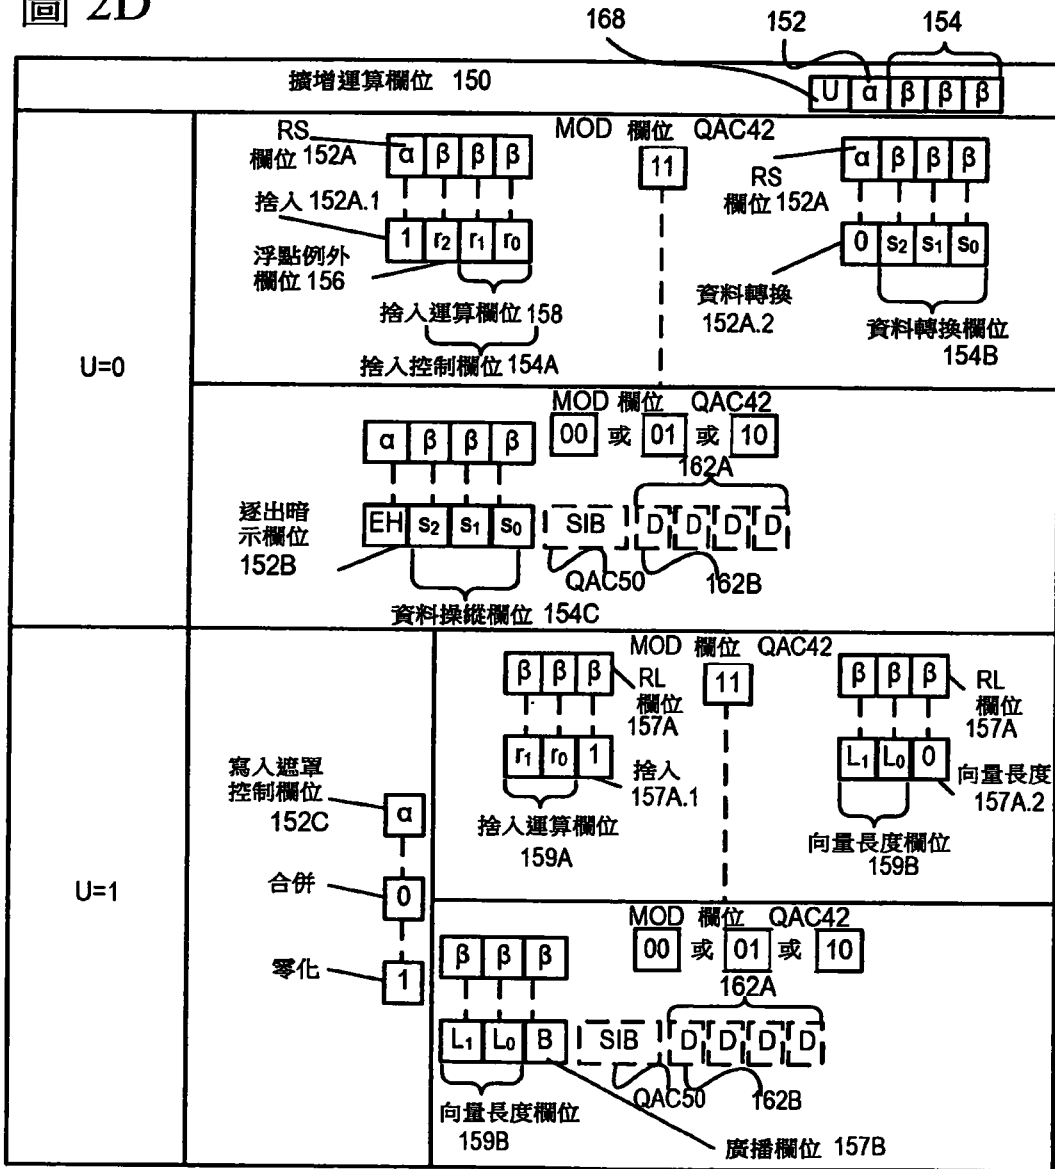 圖 2D
168 152 154
擴增運算欄位 150
U α β β β
U=0
RS
欄位 152A
α β β β
捨入 152A.1
1 r2 r1 r0
浮點例外
欄位 156
捨入運算欄位 158
捨入控制欄位 154A
MOD 欄位 QAC42
11
α β β β
RS
欄位 152A
0 s2 s1 s0
資料轉換
152A.2
資料轉換欄位
154B
MOD 欄位 QAC42
00 或 01 或 10
α β β β
162A
逐出暗
示欄位
152B
EH s2 s1 s0 SIB D D D D
QAC50 162B
資料操縱欄位 154C
U=1
寫入遮罩
控制欄位
152C
α
合併
0
零化
1
MOD 欄位 QAC42
11
β β β
RL
欄位
157A
r1 r0 1
捨入
157A.1
捨入運算欄位
159A
β β β
RL
欄位
157A
L1 L0 0
向量長度
157A.2
向量長度欄位
159B
MOD 欄位 QAC42
00 或 01 或 10
β β β
162A
L1 L0 B SIB D D D D
QAC50 162B
向量長度欄位
159B
廣播欄位 157B